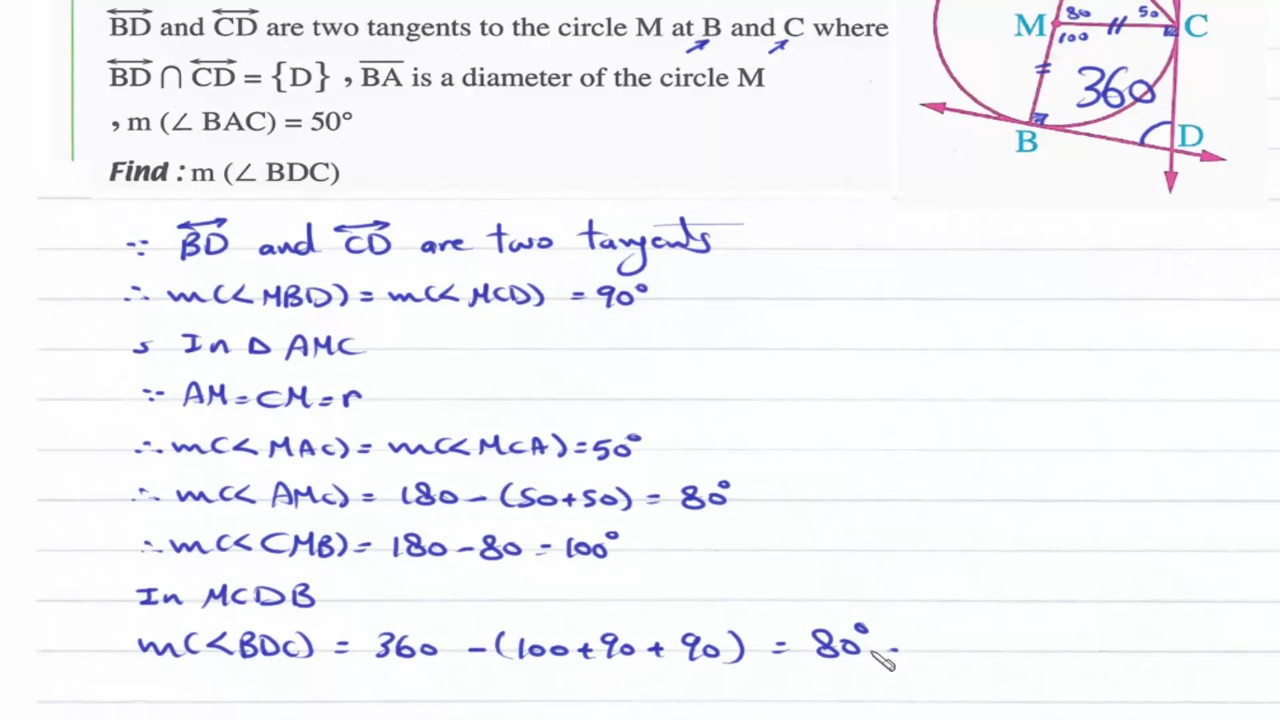 BD and CD are two tangents to the circle M at B and C where
BD ∩ CD = {D} , BA is a diameter of the circle M
, m (∠ BAC) = 50°
Find : m (∠ BDC)
M 80 50 C
100
360
B
D
∵ BD and CD are two tangents
∴ m(<MBD) = m(<MCD) = 90°
, In Δ AMC
∵ AM = CM = r
∴ m(<MAC) = m(<MCA) = 50°
∴ m(< AMC) = 180 - (50+50) = 80°
∴ m(<CMB) = 180 - 80 = 100°
In MCDB
m(<BDC) = 360 - (100+90+90) = 80°